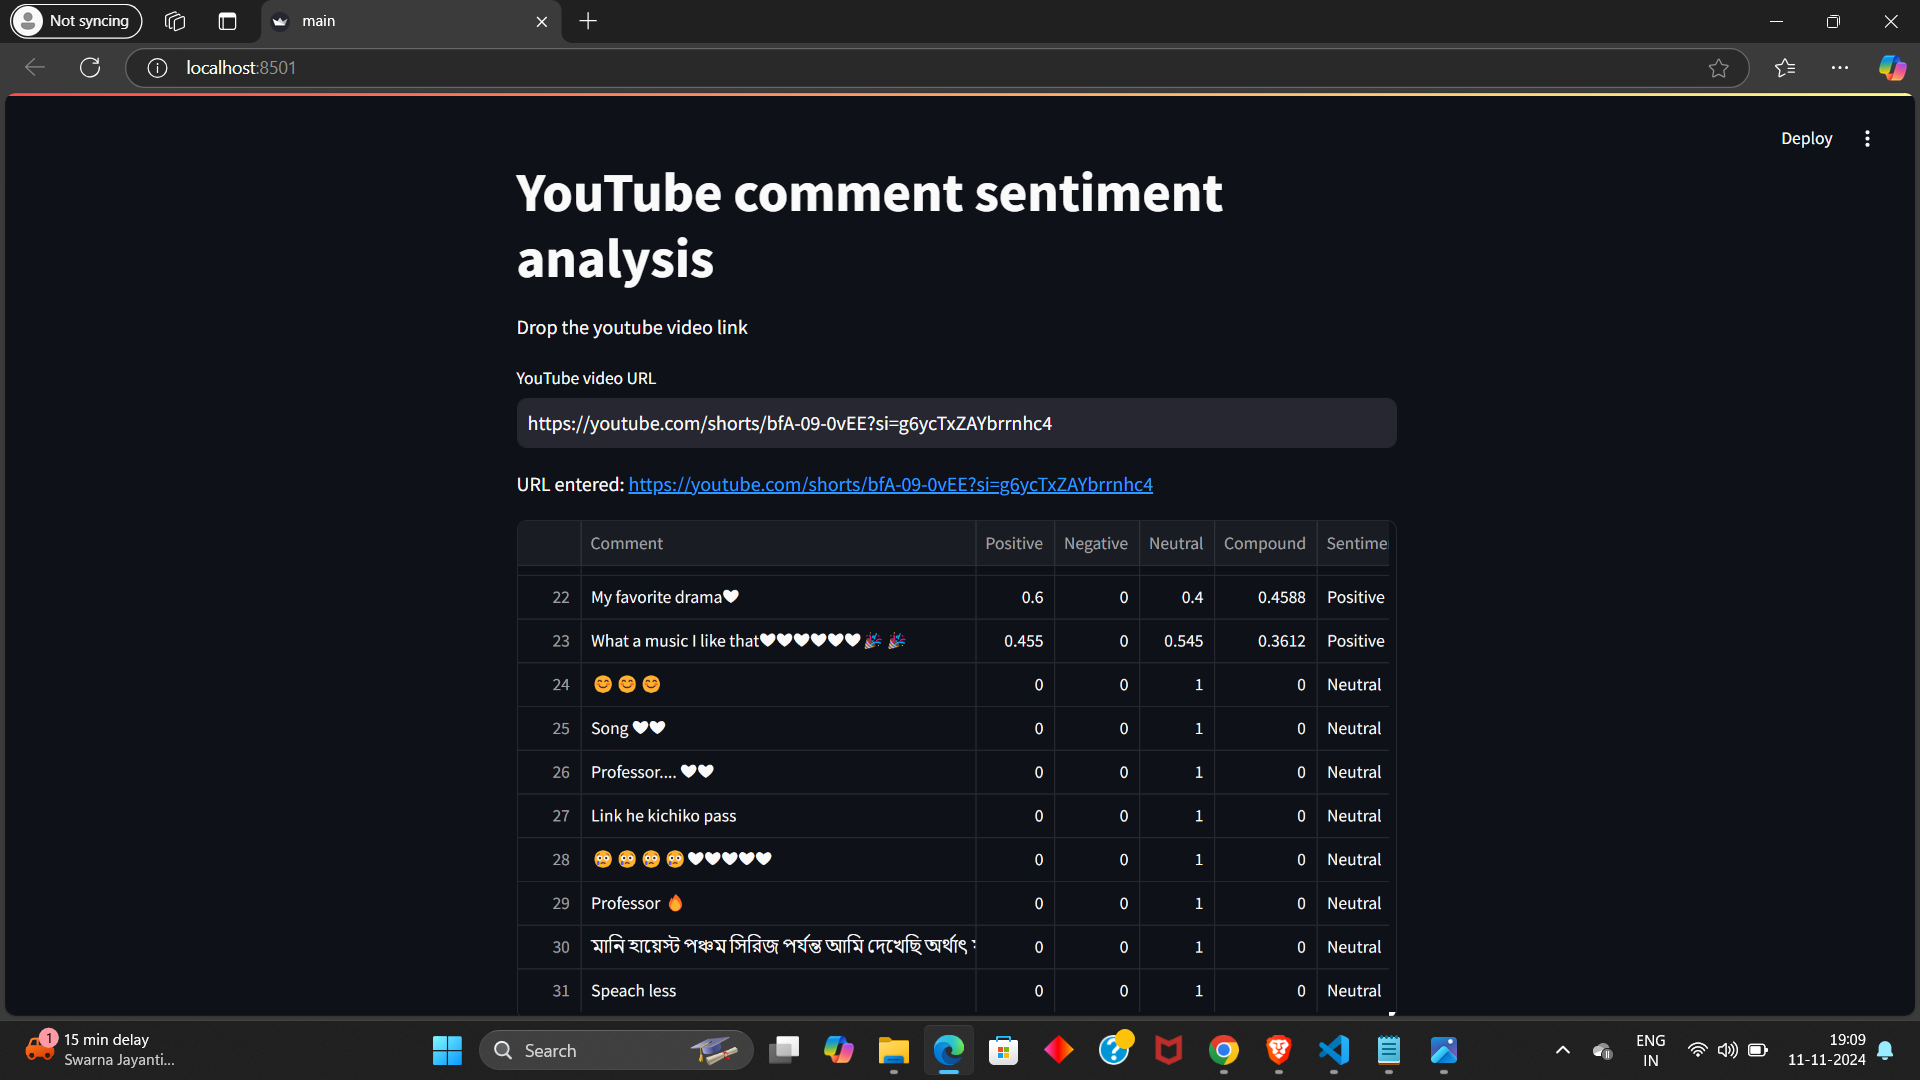 Not syncing
main
localhost:8501
Deploy
YouTube comment sentiment
analysis
Drop the youtube video link
YouTube video URL
https://youtube.com/shorts/bfA-09-0vEE?si=g6ycTxZAYbrrnhc4
URL entered: https://youtube.com/shorts/bfA-09-0vEE?si=g6ycTxZAYbrrnhc4
Comment Positive Negative Neutral Compound Sentime
22 My favorite drama🤍 0.6 0 0.4 0.4588 Positive
23 What a music I like that🤍🤍🤍🤍🤍🤍🎉 🎉 0.455 0 0.545 0.3612 Positive
24 😊 😊 😊 0 0 1 0 Neutral
25 Song 🤍🤍 0 0 1 0 Neutral
26 Professor.... 🤍🤍 0 0 1 0 Neutral
27 Link he kichiko pass 0 0 1 0 Neutral
28 😢 😢 😢 😢🤍🤍🤍🤍🤍 0 0 1 0 Neutral
29 Professor 🔥 0 0 1 0 Neutral
30 মানি হায়েস্ট পঞ্চম সিরিজ পর্যন্ত আমি দেখেছি অর্থাৎ 0 0 1 0 Neutral
31 Speach less 0 0 1 0 Neutral
1
15 min delay
Swarna Jayanti...
Search
ENG
IN
19:09
11-11-2024